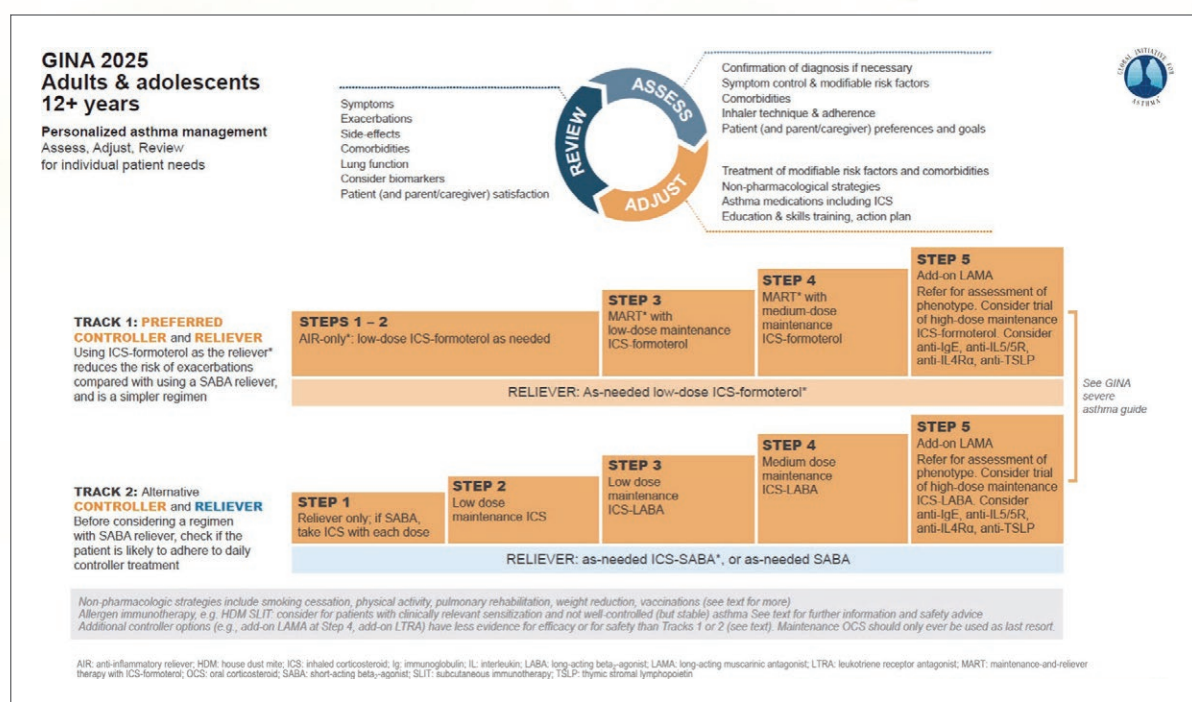 GINA 2025
Adults & adolescents
12+ years
Personalized asthma management
Assess, Adjust, Review
for individual patient needs
Symptoms
Exacerbations
Side-effects
Comorbidities
Lung function
Consider biomarkers
Patient (and parent/caregiver) satisfaction
REVIEW
ASSESS
ADJUST
Confirmation of diagnosis if necessary
Symptom control & modifiable risk factors
Comorbidities
Inhaler technique & adherence
Patient (and parent/caregiver) preferences and goals
Treatment of modifiable risk factors and comorbidities
Non-pharmacological strategies
Asthma medications including ICS
Education & skills training, action plan
GLOBAL INITIATIVE FOR
ASTHMA
TRACK 1: PREFERRED
CONTROLLER and RELIEVER
Using ICS-formoterol as the reliever*
reduces the risk of exacerbations
compared with using a SABA reliever,
and is a simpler regimen
STEPS 1 – 2
AIR-only*: low-dose ICS-formoterol as needed
STEP 3
MART* with
low-dose maintenance
ICS-formoterol
STEP 4
MART* with
medium-dose
maintenance
ICS-formoterol
STEP 5
Add-on LAMA
Refer for assessment of
phenotype. Consider trial
of high-dose maintenance
ICS-formoterol. Consider
anti-IgE, anti-IL5/5R,
anti-IL4Rα, anti-TSLP
RELIEVER: As-needed low-dose ICS-formoterol*
See GINA
severe
asthma guide
TRACK 2: Alternative
CONTROLLER and RELIEVER
Before considering a regimen
with SABA reliever, check if the
patient is likely to adhere to daily
controller treatment
STEP 1
Reliever only; if SABA,
take ICS with each dose
STEP 2
Low dose
maintenance ICS
STEP 3
Low dose
maintenance
ICS-LABA
STEP 4
Medium dose
maintenance
ICS-LABA
STEP 5
Add-on LAMA
Refer for assessment of
phenotype. Consider trial
of high-dose maintenance
ICS-LABA. Consider
anti-IgE, anti-IL5/5R,
anti-IL4Rα, anti-TSLP
RELIEVER: as-needed ICS-SABA*, or as-needed SABA
Non-pharmacologic strategies include smoking cessation, physical activity, pulmonary rehabilitation, weight reduction, vaccinations (see text for more)
Allergen immunotherapy, e.g. HDM SLIT: consider for patients with clinically relevant sensitization and not well-controlled (but stable) asthma See text for further information and safety advice
Additional controller options (e.g., add-on LAMA at Step 4, add-on LTRA) have less evidence for efficacy or for safety than Tracks 1 or 2 (see text). Maintenance OCS should only ever be used as last resort.
AIR: anti-inflammatory reliever; HDM: house dust mite; ICS: inhaled corticosteroid; Ig: immunoglobulin; IL: interleukin; LABA: long-acting beta₂-agonist; LAMA: long-acting muscarinic antagonist; LTRA: leukotriene receptor antagonist; MART: maintenance-and-reliever
therapy with ICS-formoterol; OCS: oral corticosteroid; SABA: short-acting beta₂-agonist; SLIT: subcutaneous immunotherapy; TSLP: thymic stromal lymphopoietin